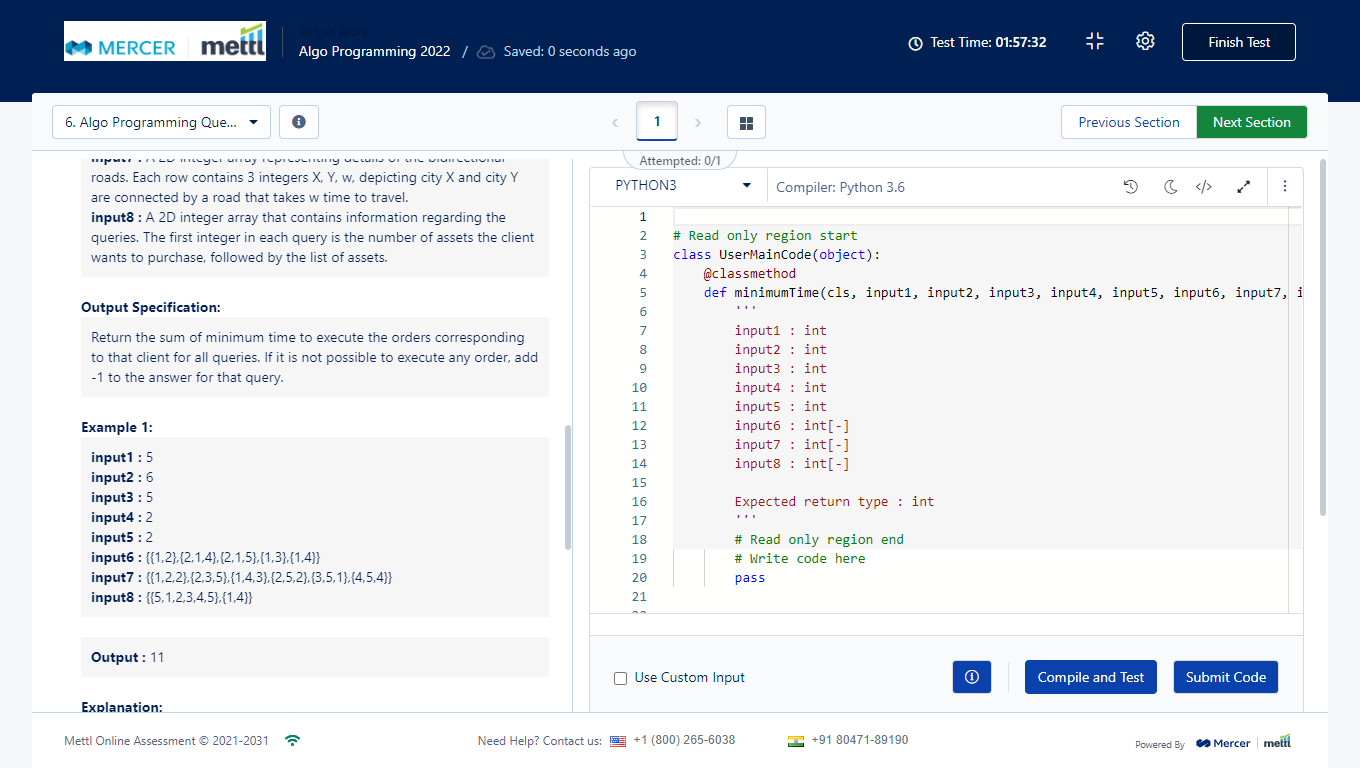 MERCER mettl
Algo Programming 2022 / Saved: 0 seconds ago
Test Time: 01:57:32
Finish Test
6. Algo Programming Que...
1
Previous Section
Next Section
Attempted: 0/1
input7 : A 2D integer array representing details of the bidirectional
roads. Each row contains 3 integers X, Y, w, depicting city X and city Y
are connected by a road that takes w time to travel.
input8 : A 2D integer array that contains information regarding the
queries. The first integer in each query is the number of assets the client
wants to purchase, followed by the list of assets.
Output Specification:
Return the sum of minimum time to execute the orders corresponding
to that client for all queries. If it is not possible to execute any order, add
-1 to the answer for that query.
Example 1:
input1 : 5
input2 : 6
input3 : 5
input4 : 2
input5 : 2
input6 : {{1,2},{2,1,4},{2,1,5},{1,3},{1,4}}
input7 : {{1,2,2},{2,3,5},{1,4,3},{2,5,2},{3,5,1},{4,5,4}}
input8 : {{5,1,2,3,4,5},{1,4}}
Output : 11
Explanation:
PYTHON3
Compiler: Python 3.6
1
2 # Read only region start
3 class UserMainCode(object):
4 @classmethod
5 def minimumTime(cls, input1, input2, input3, input4, input5, input6, input7, i
6 '''
7 input1 : int
8 input2 : int
9 input3 : int
10 input4 : int
11 input5 : int
12 input6 : int[-]
13 input7 : int[-]
14 input8 : int[-]
15
16 Expected return type : int
17 '''
18 # Read only region end
19 # Write code here
20 pass
21
22
Use Custom Input
Compile and Test
Submit Code
Mettl Online Assessment © 2021-2031
Need Help? Contact us: +1 (800) 265-6038 +91 80471-89190
Powered By Mercer mettl